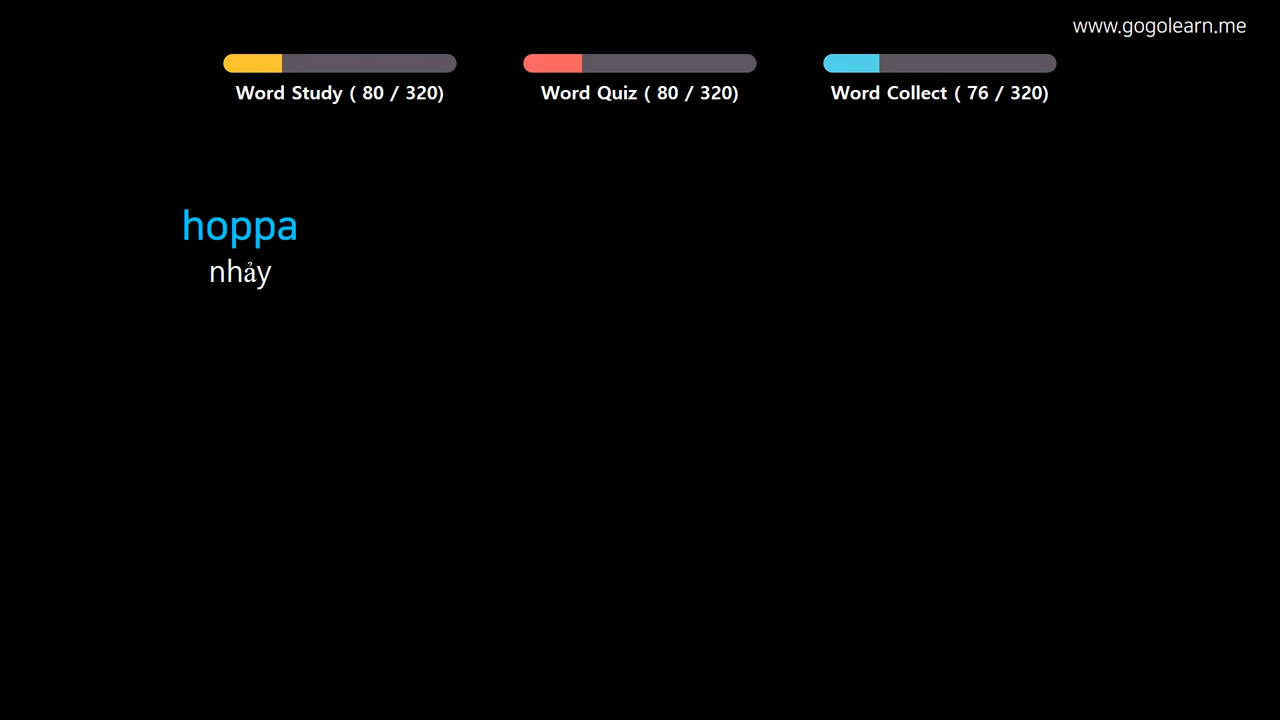 www.gogolearn.me
Word Study ( 80 / 320)
Word Quiz ( 80 / 320)
Word Collect ( 76 / 320)
hoppa
nhảy